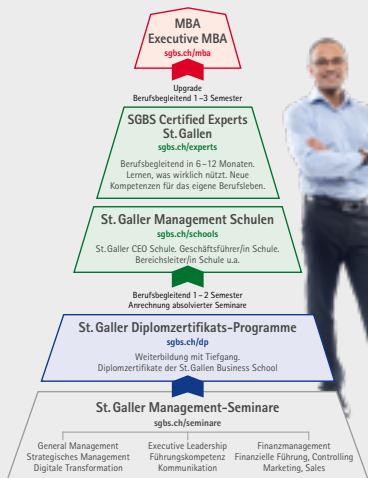 MBA
Executive MBA
sgbs.ch/mba
Upgrade
Berufsbegleitend 1–3 Semester
SGBS Certified Experts
St. Gallen
sgbs.ch/experts
Berufsbegleitend in 6–12 Monaten.
Lernen, was wirklich nützt. Neue
Kompetenzen für das eigene Berufsleben.
St. Galler Management Schulen
sgbs.ch/schools
St. Galler CEO Schule. Geschäftsführer/in Schule.
Bereichsleiter/in Schule u.a.
Berufsbegleitend 1–2 Semester
Anrechnung absolvierter Seminare
St. Galler Diplomzertifikats-Programme
sgbs.ch/dp
Weiterbildung mit Tiefgang.
Diplomzertifikate der St. Gallen Business School
St. Galler Management-Seminare
sgbs.ch/seminare
General Management
Strategisches Management
Digitale Transformation
Executive Leadership
Führungskompetenz
Kommunikation
Finanzmanagement
Finanzielle Führung, Controlling
Marketing, Sales